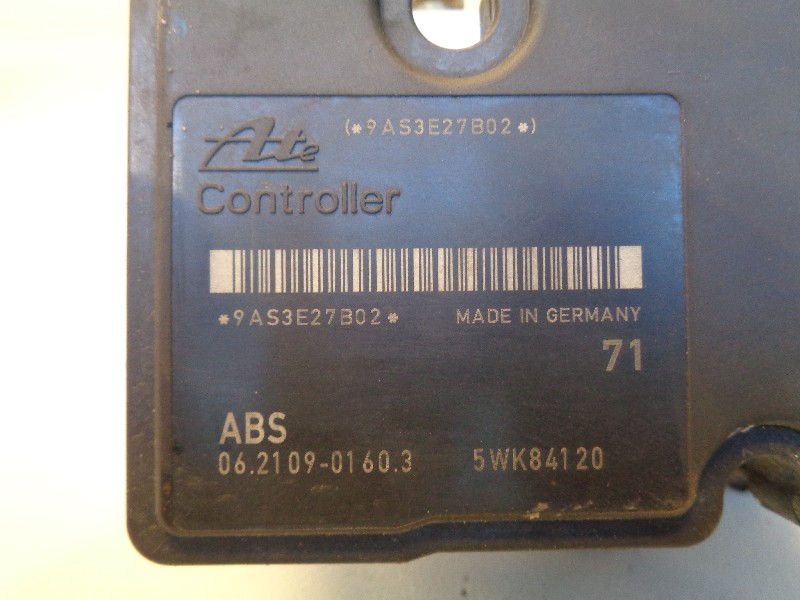 (*9AS3E27B02*)
Ate
Controller
*9AS3E27B02* MADE IN GERMANY
71
ABS
06.2109-0160.3 5WK84120